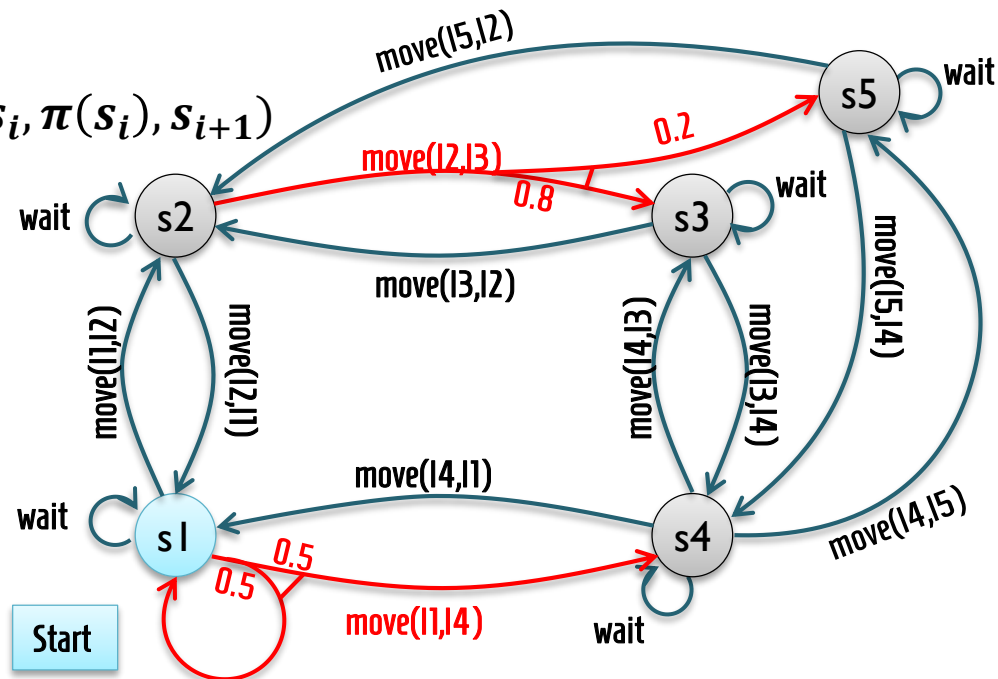 move(l5,l2)
s5
wait
s_i, π(s_i), s_{i+1})
0.2
move(l2,l3)
0.8
wait
s2
s3
wait
move(l3,l2)
move(l5,l4)
move(l1,l2)
move(l2,l1)
move(l4,l3)
move(l3,l4)
move(l4,l1)
wait
s1
s4
move(l4,l5)
0.5
0.5
move(l1,l4)
wait
Start